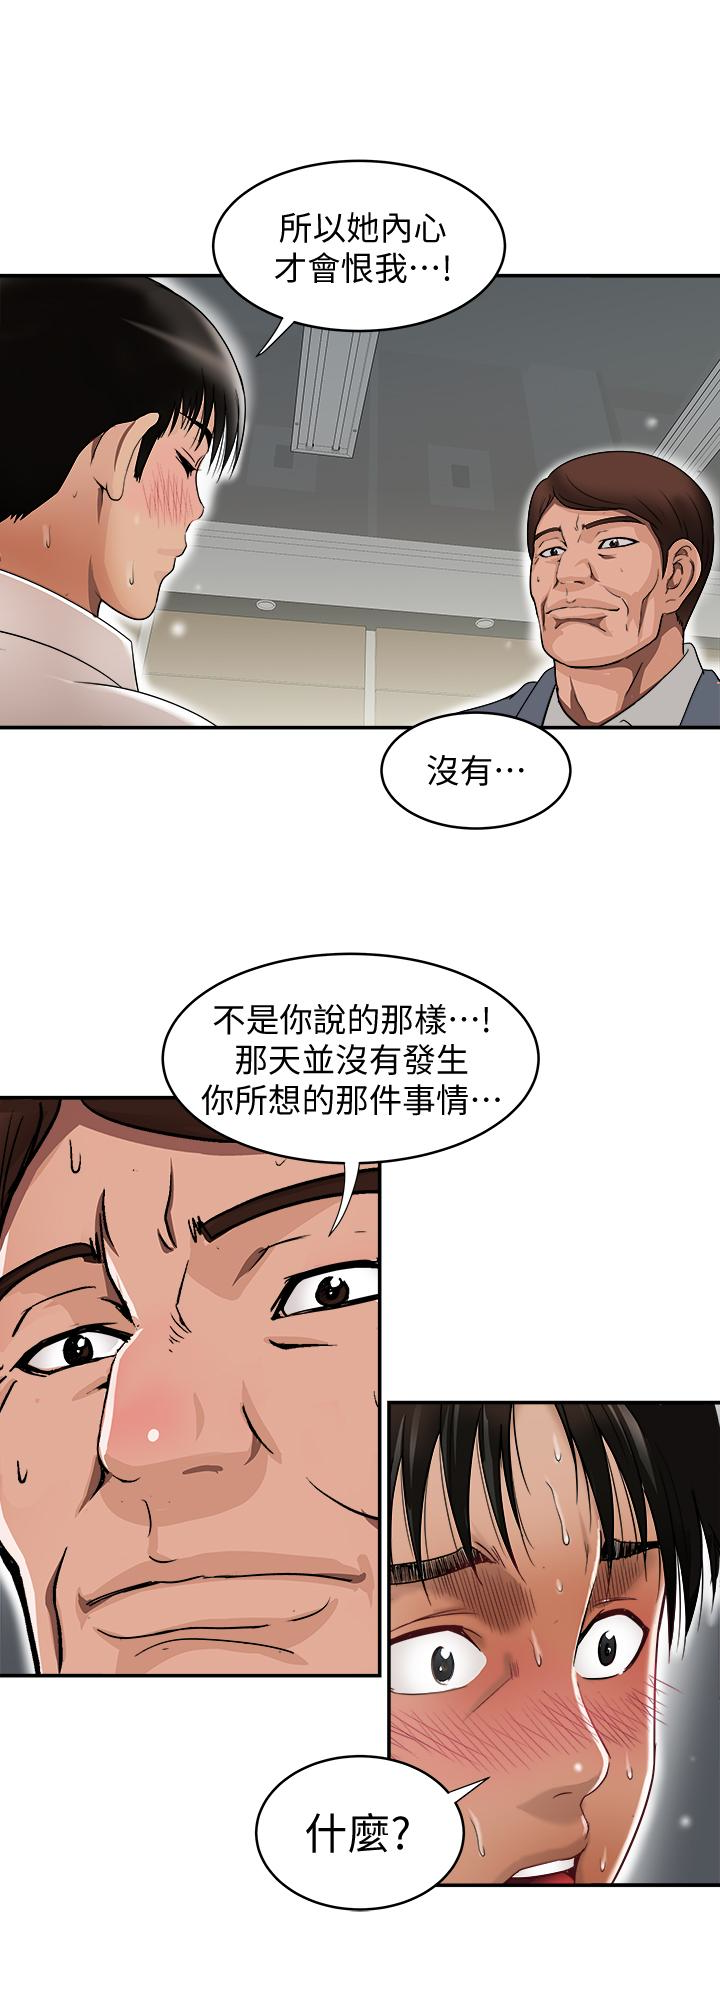 所以她內心
才會恨我⋯!
沒有⋯
不是你說的那樣⋯!
那天並沒有發生
你所想的那件事情⋯
什麼?